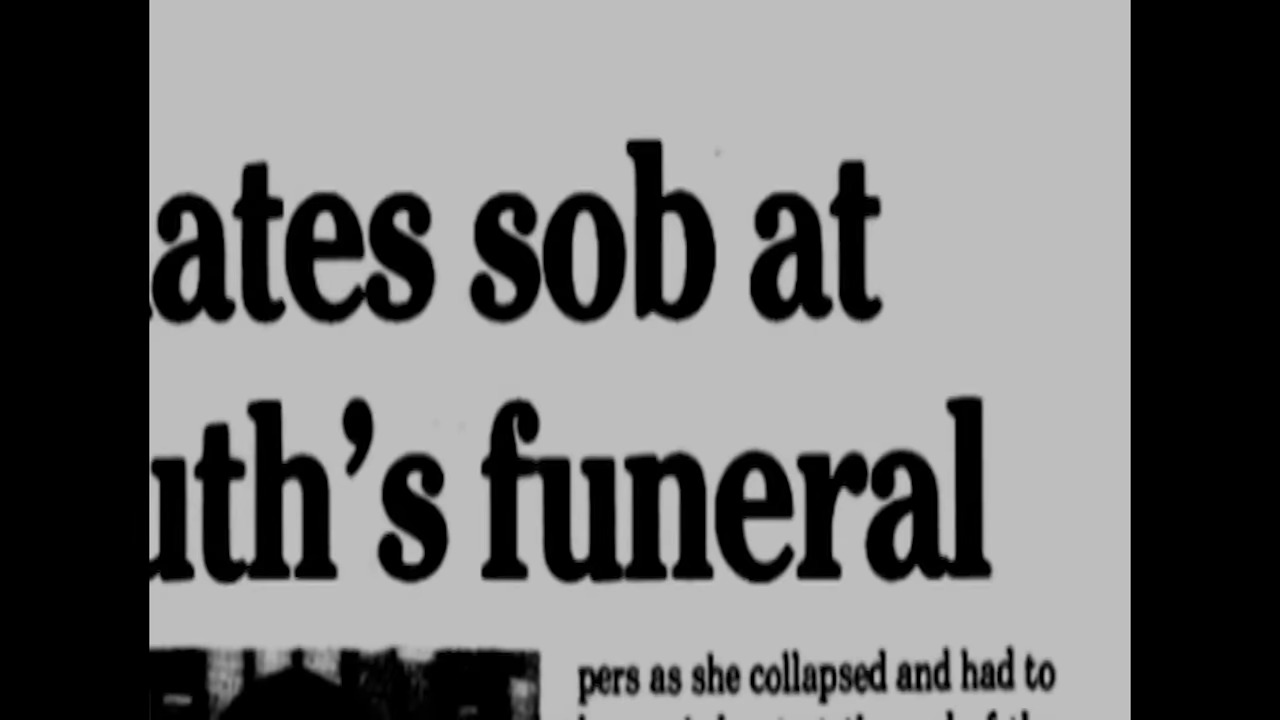 ates sob at
uth's funeral
pers as she collapsed and had to